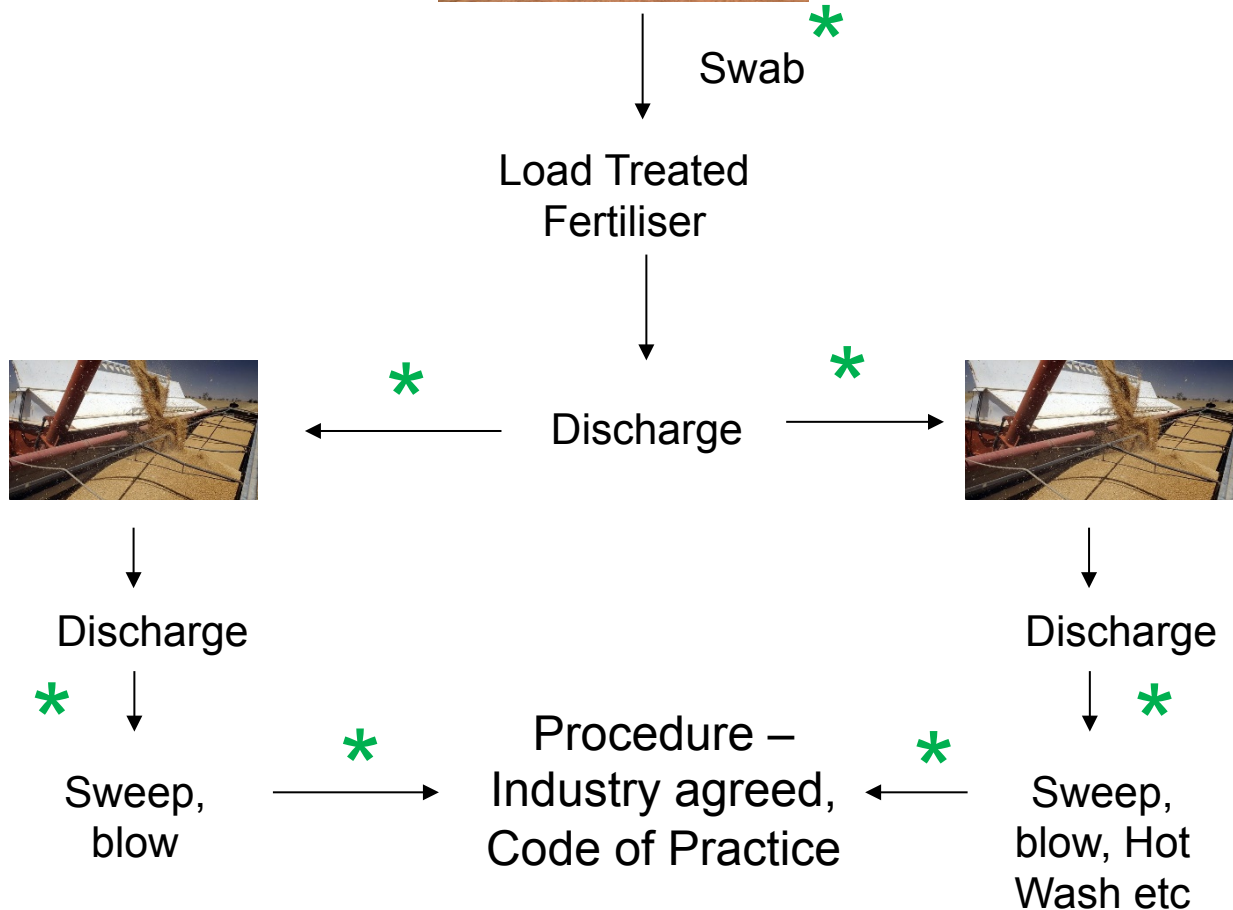 *
Swab
Load Treated
Fertiliser
*
*
Discharge
Discharge
Discharge
*
*
*
Procedure –
Industry agreed,
Code of Practice
*
Sweep,
blow
Sweep,
blow, Hot
Wash etc